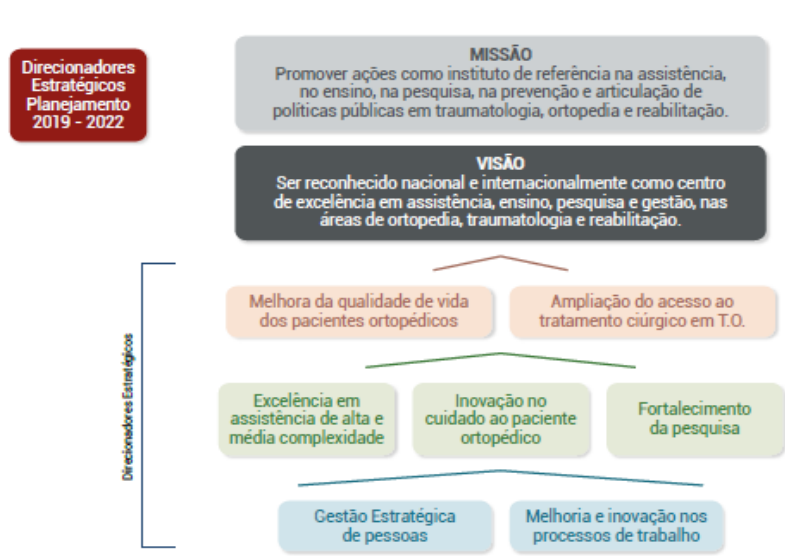 Direcionadores
Estratégicos
Planejamento
2019 - 2022
MISSÃO
Promover ações como instituto de referência na assistência,
no ensino, na pesquisa, na prevenção e articulação de
políticas públicas em traumatologia, ortopedia e reabilitação.
VISÃO
Ser reconhecido nacional e internacionalmente como centro
de excelência em assistência, ensino, pesquisa e gestão, nas
áreas de ortopedia, traumatologia e reabilitação.
Direcionadores Estratégicos
Melhora da qualidade de vida
dos pacientes ortopédicos
Ampliação do acesso ao
tratamento ciúrgico em T.O.
Excelência em
assistência de alta e
média complexidade
Inovação no
cuidado ao paciente
ortopédico
Fortalecimento
da pesquisa
Gestão Estratégica
de pessoas
Melhoria e inovação nos
processos de trabalho